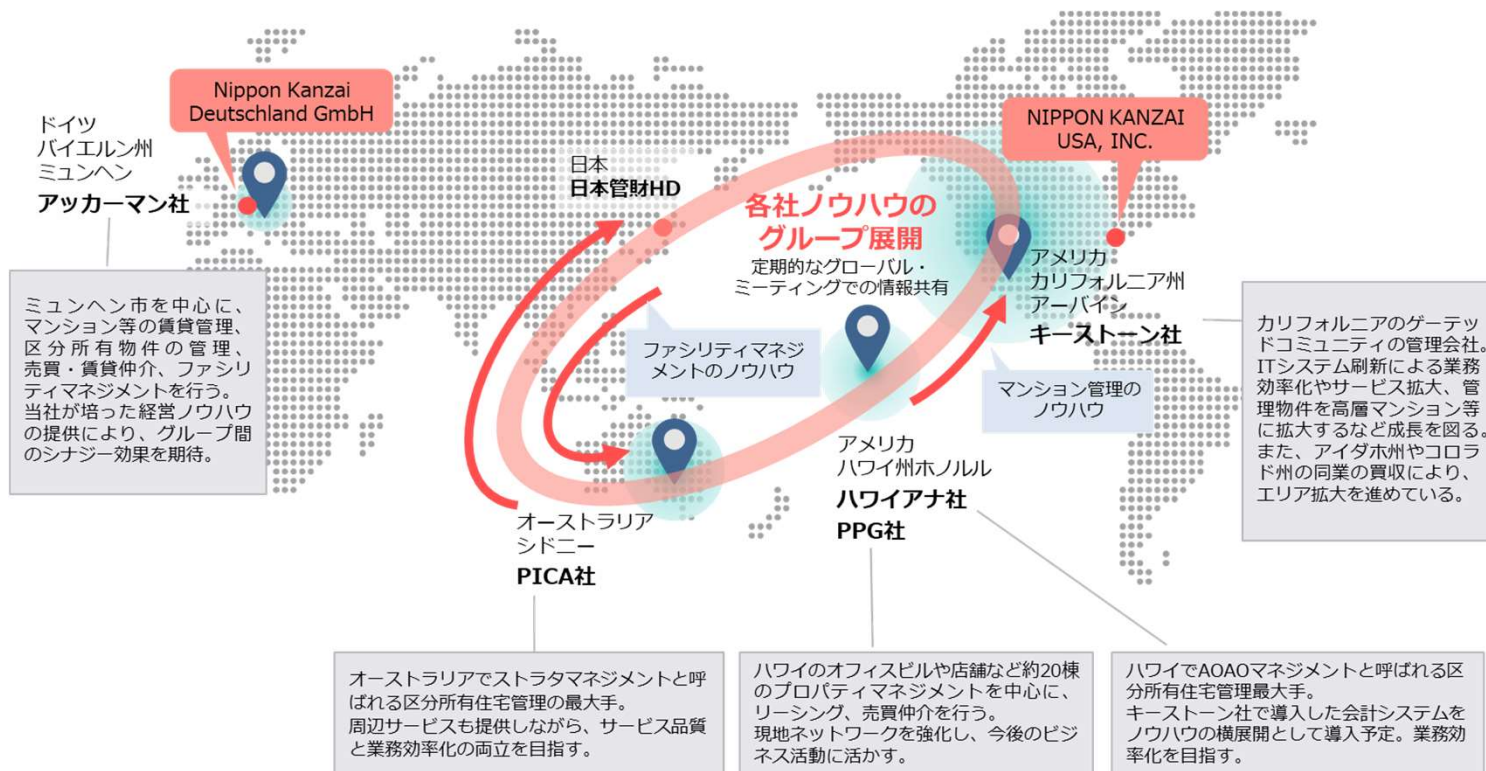 Nippon Kanzai
Deutschland GmbH
ドイツ
バイエルン州
ミュンヘン
アッカーマン社
ミュンヘン市を中心に、
マンション等の賃貸管理、
区分所有物件の管理、
売買・賃貸仲介、ファシリ
ティマネジメントを行う。
当社が培った経営ノウハウ
の提供により、グループ間
のシナジー効果を期待。
日本
日本管財HD
各社ノウハウの
グループ展開
定期的なグローバル・
ミーティングでの情報共有
ファシリティマネジ
メントのノウハウ
NIPPON KANZAI
USA, INC.
アメリカ
カリフォルニア州
アーバイン
キーストーン社
マンション管理の
ノウハウ
カリフォルニアのゲーテッ
ドコミュニティの管理会社。
ITシステム刷新による業務
効率化やサービス拡大、管
理物件を高層マンション等
に拡大するなど成長を図る。
また、アイダホ州やコロラ
ド州の同業の買収により、
エリア拡大を進めている。
オーストラリア
シドニー
PICA社
アメリカ
ハワイ州ホノルル
ハワイアナ社
PPG社
オーストラリアでストラタマネジメントと呼
ばれる区分所有住宅管理の最大手。
周辺サービスも提供しながら、サービス品質
と業務効率化の両立を目指す。
ハワイのオフィスビルや店舗など約20棟
のプロパティマネジメントを中心に、
リーシング、売買仲介を行う。
現地ネットワークを強化し、今後のビジ
ネス活動に活かす。
ハワイでAOAOマネジメントと呼ばれる区
分所有住宅管理最大手。
キーストーン社で導入した会計システムを
ノウハウの横展開として導入予定。業務効
率化を目指す。